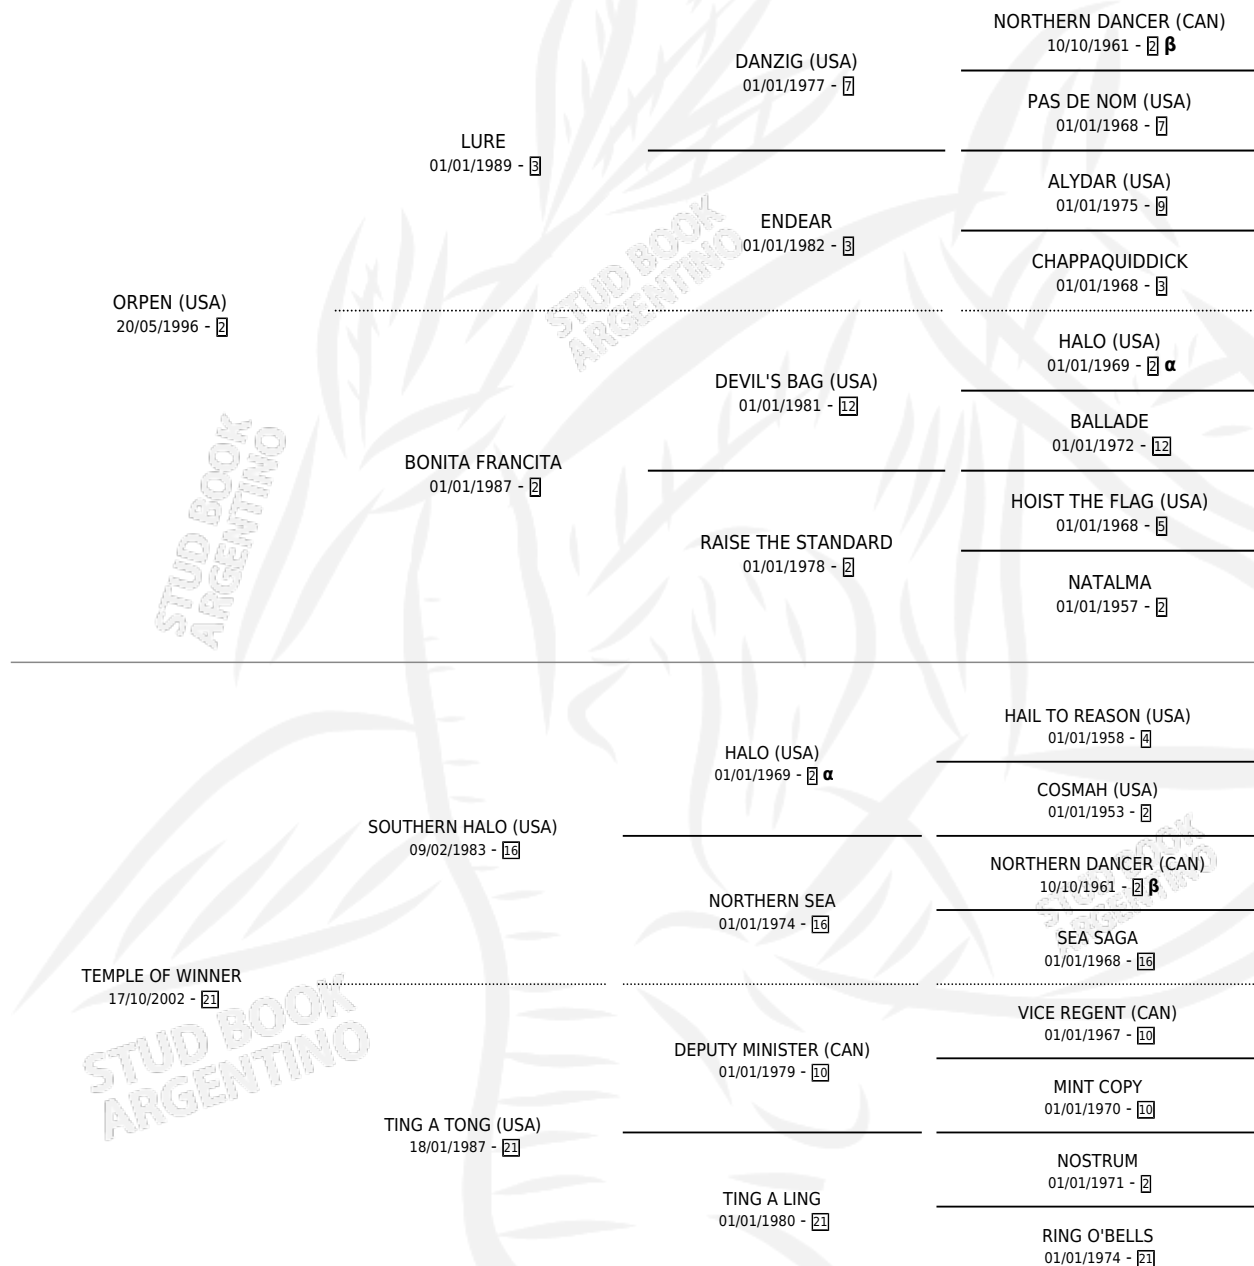 NORTHERN DANCER (CAN)
10/10/1961 - 2 β
DANZIG (USA)
01/01/1977 - 7
PAS DE NOM (USA)
01/01/1968 - 7
LURE
01/01/1989 - 3
ALYDAR (USA)
01/01/1975 - 9
ENDEAR
01/01/1982 - 3
CHAPPAQUIDDICK
01/01/1968 - 3
ORPEN (USA)
20/05/1996 - 2
HALO (USA)
01/01/1969 - 2 α
DEVIL'S BAG (USA)
01/01/1981 - 12
BALLADE
01/01/1972 - 12
BONITA FRANCITA
01/01/1987 - 2
HOIST THE FLAG (USA)
01/01/1968 - 5
RAISE THE STANDARD
01/01/1978 - 2
NATALMA
01/01/1957 - 2
HAIL TO REASON (USA)
01/01/1958 - 4
HALO (USA)
01/01/1969 - 2 α
COSMAH (USA)
01/01/1953 - 2
SOUTHERN HALO (USA)
09/02/1983 - 16
NORTHERN DANCER (CAN)
10/10/1961 - 2 β
NORTHERN SEA
01/01/1974 - 16
SEA SAGA
01/01/1968 - 16
TEMPLE OF WINNER
17/10/2002 - 21
VICE REGENT (CAN)
01/01/1967 - 10
DEPUTY MINISTER (CAN)
01/01/1979 - 10
MINT COPY
01/01/1970 - 10
TING A TONG (USA)
18/01/1987 - 21
NOSTRUM
01/01/1971 - 2
TING A LING
01/01/1980 - 21
RING O'BELLS
01/01/1974 - 21
STUD BOOK
ARGENTINO
STUD BOOK
ARGENTINO
STUD BOOK
ARGENTINO
STUD BOOK
ARGENTINO